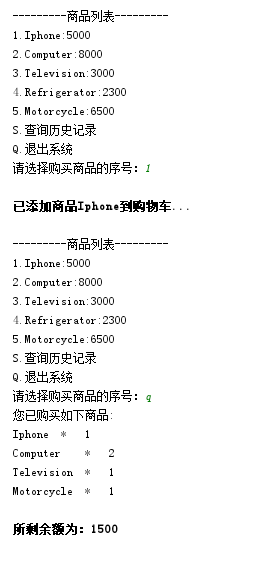 ---------商品列表---------
1.Iphone:5000
2.Computer:8000
3.Television:3000
4.Refrigerator:2300
5.Motorcycle:6500
S.查询历史记录
Q.退出系统
请选择购买商品的序号：1
已添加商品Iphone到购物车...
---------商品列表---------
1.Iphone:5000
2.Computer:8000
3.Television:3000
4.Refrigerator:2300
5.Motorcycle:6500
S.查询历史记录
Q.退出系统
请选择购买商品的序号：q
您已购买如下商品:
Iphone * 1
Computer * 2
Television * 1
Motorcycle * 1
所剩余额为：1500